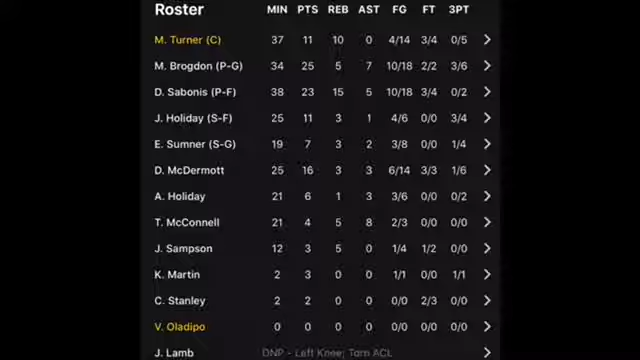 Roster MIN PTS REB AST FG FT 3PT
M. Turner (C) 37 11 10 0 4/14 3/4 0/5
M. Brogdon (P-G) 34 25 5 7 10/18 2/2 3/6
D. Sabonis (P-F) 38 23 15 5 10/18 3/4 0/2
J. Holiday (S-F) 25 11 3 1 4/6 0/0 3/4
E. Sumner (S-G) 19 7 3 2 3/8 0/0 1/4
D. McDermott 25 16 3 3 6/14 3/3 1/6
A. Holiday 21 6 1 3 3/6 0/0 0/2
T. McConnell 21 4 5 8 2/3 0/0 0/0
J. Sampson 12 3 5 0 1/4 1/2 0/0
K. Martin 2 3 0 0 1/1 0/0 1/1
C. Stanley 2 2 0 0 0/0 2/3 0/0
V. Oladipo 0 0 0 0 0/0 0/0 0/0
J. Lamb DNP - Left Knee; Torn ACL